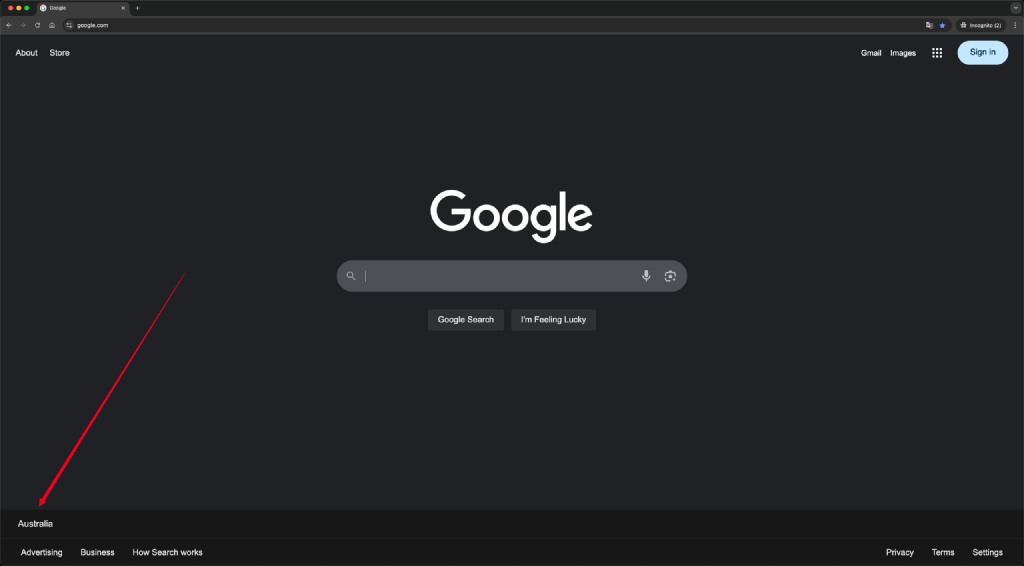 Google
google.com
Incognito (2)
About Store
Gmail Images Sign in
Google
Google Search I'm Feeling Lucky
Australia
Advertising Business How Search works
Privacy Terms Settings